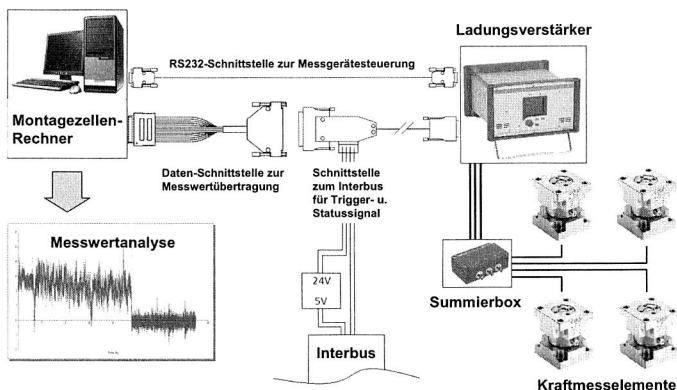 Ladungsverstärker
RS232-Schnittstelle zur Messgerätesteuerung
Montagezellen-
Rechner
Daten-Schnittstelle zur
Messwertübertragung
Schnittstelle
zum Interbus
für Trigger- u.
Statussignal
Messwertanalyse
24V
5V
Summierbox
Interbus
Kraftmesselemente